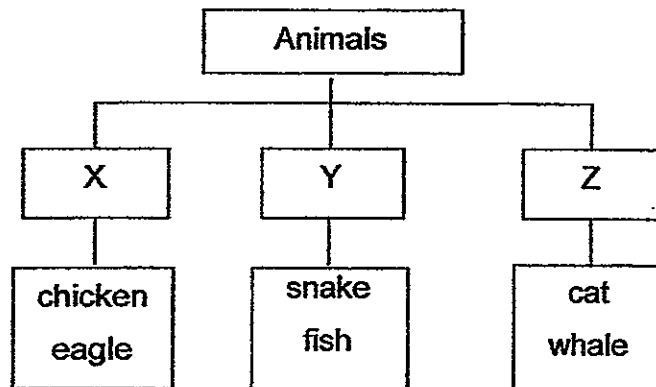 Animals
X
Y
Z
chicken
eagle
snake
fish
cat
whale